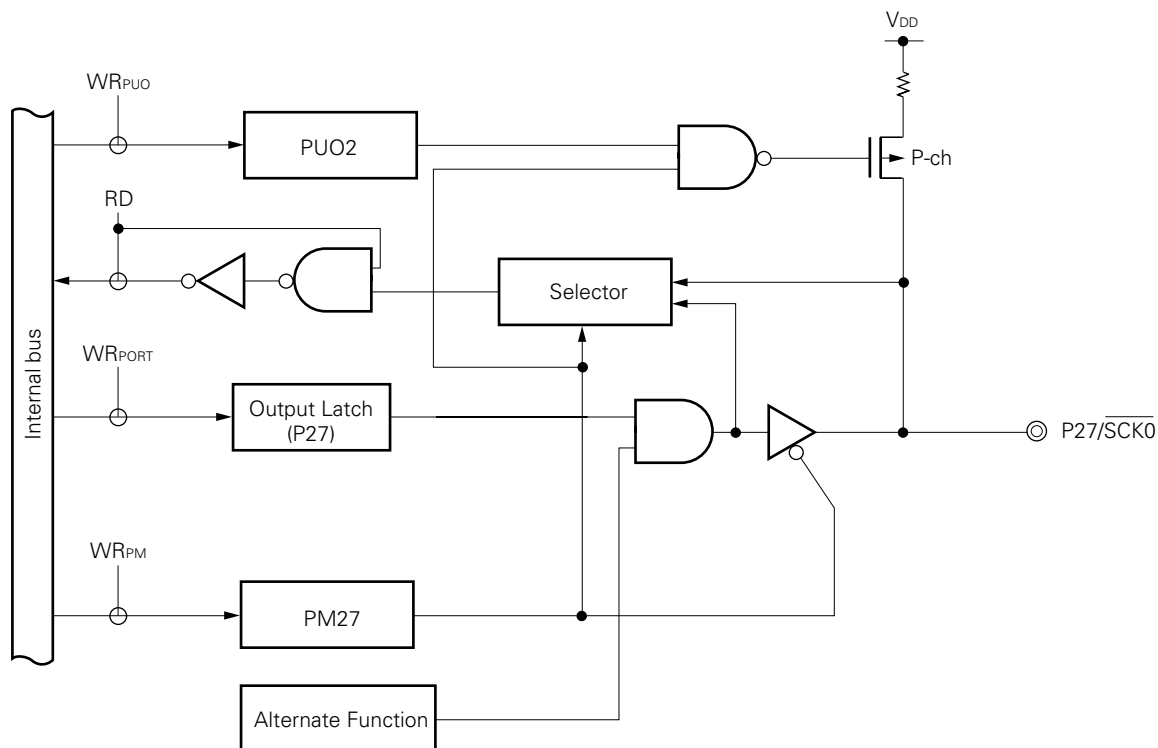 VDD
WRPUO
PUO2
P-ch
RD
Selector
Internal bus
WRPORT
Output Latch
(P27)
P27/SCK0
WRPM
PM27
Alternate Function